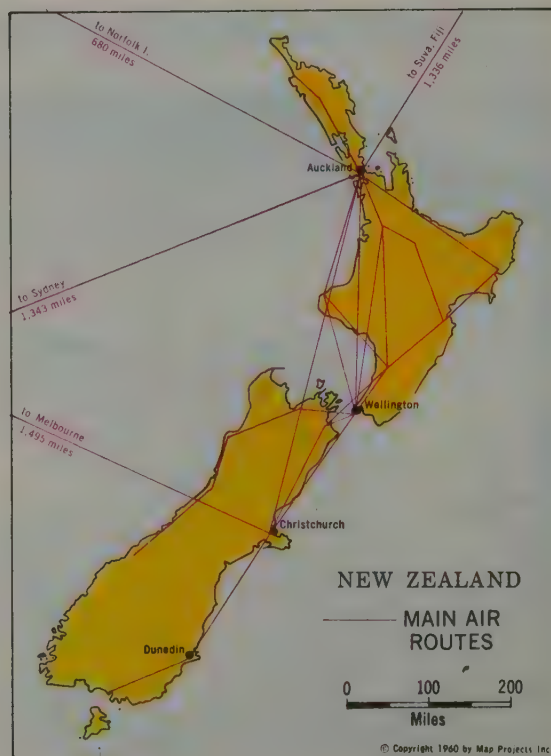 to Norfolk I.
680 miles
to Suva, Fiji
1,336 miles
Auckland
to Sydney
1,343 miles
to Melbourne
1,495 miles
Wellington
Christchurch
Dunedin
NEW ZEALAND
MAIN AIR
ROUTES
0 100 200
Miles
© Copyright 1960 by Map Projects Inc